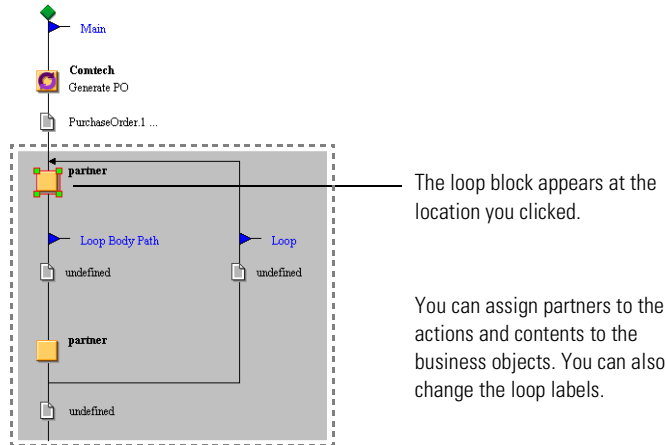 Main
Comtech
Generate PO
PurchaseOrder.1 ...
partner
The loop block appears at the
location you clicked.
Loop Body Path
Loop
undefined
undefined
You can assign partners to the
actions and contents to the
business objects. You can also
change the loop labels.
partner
undefined